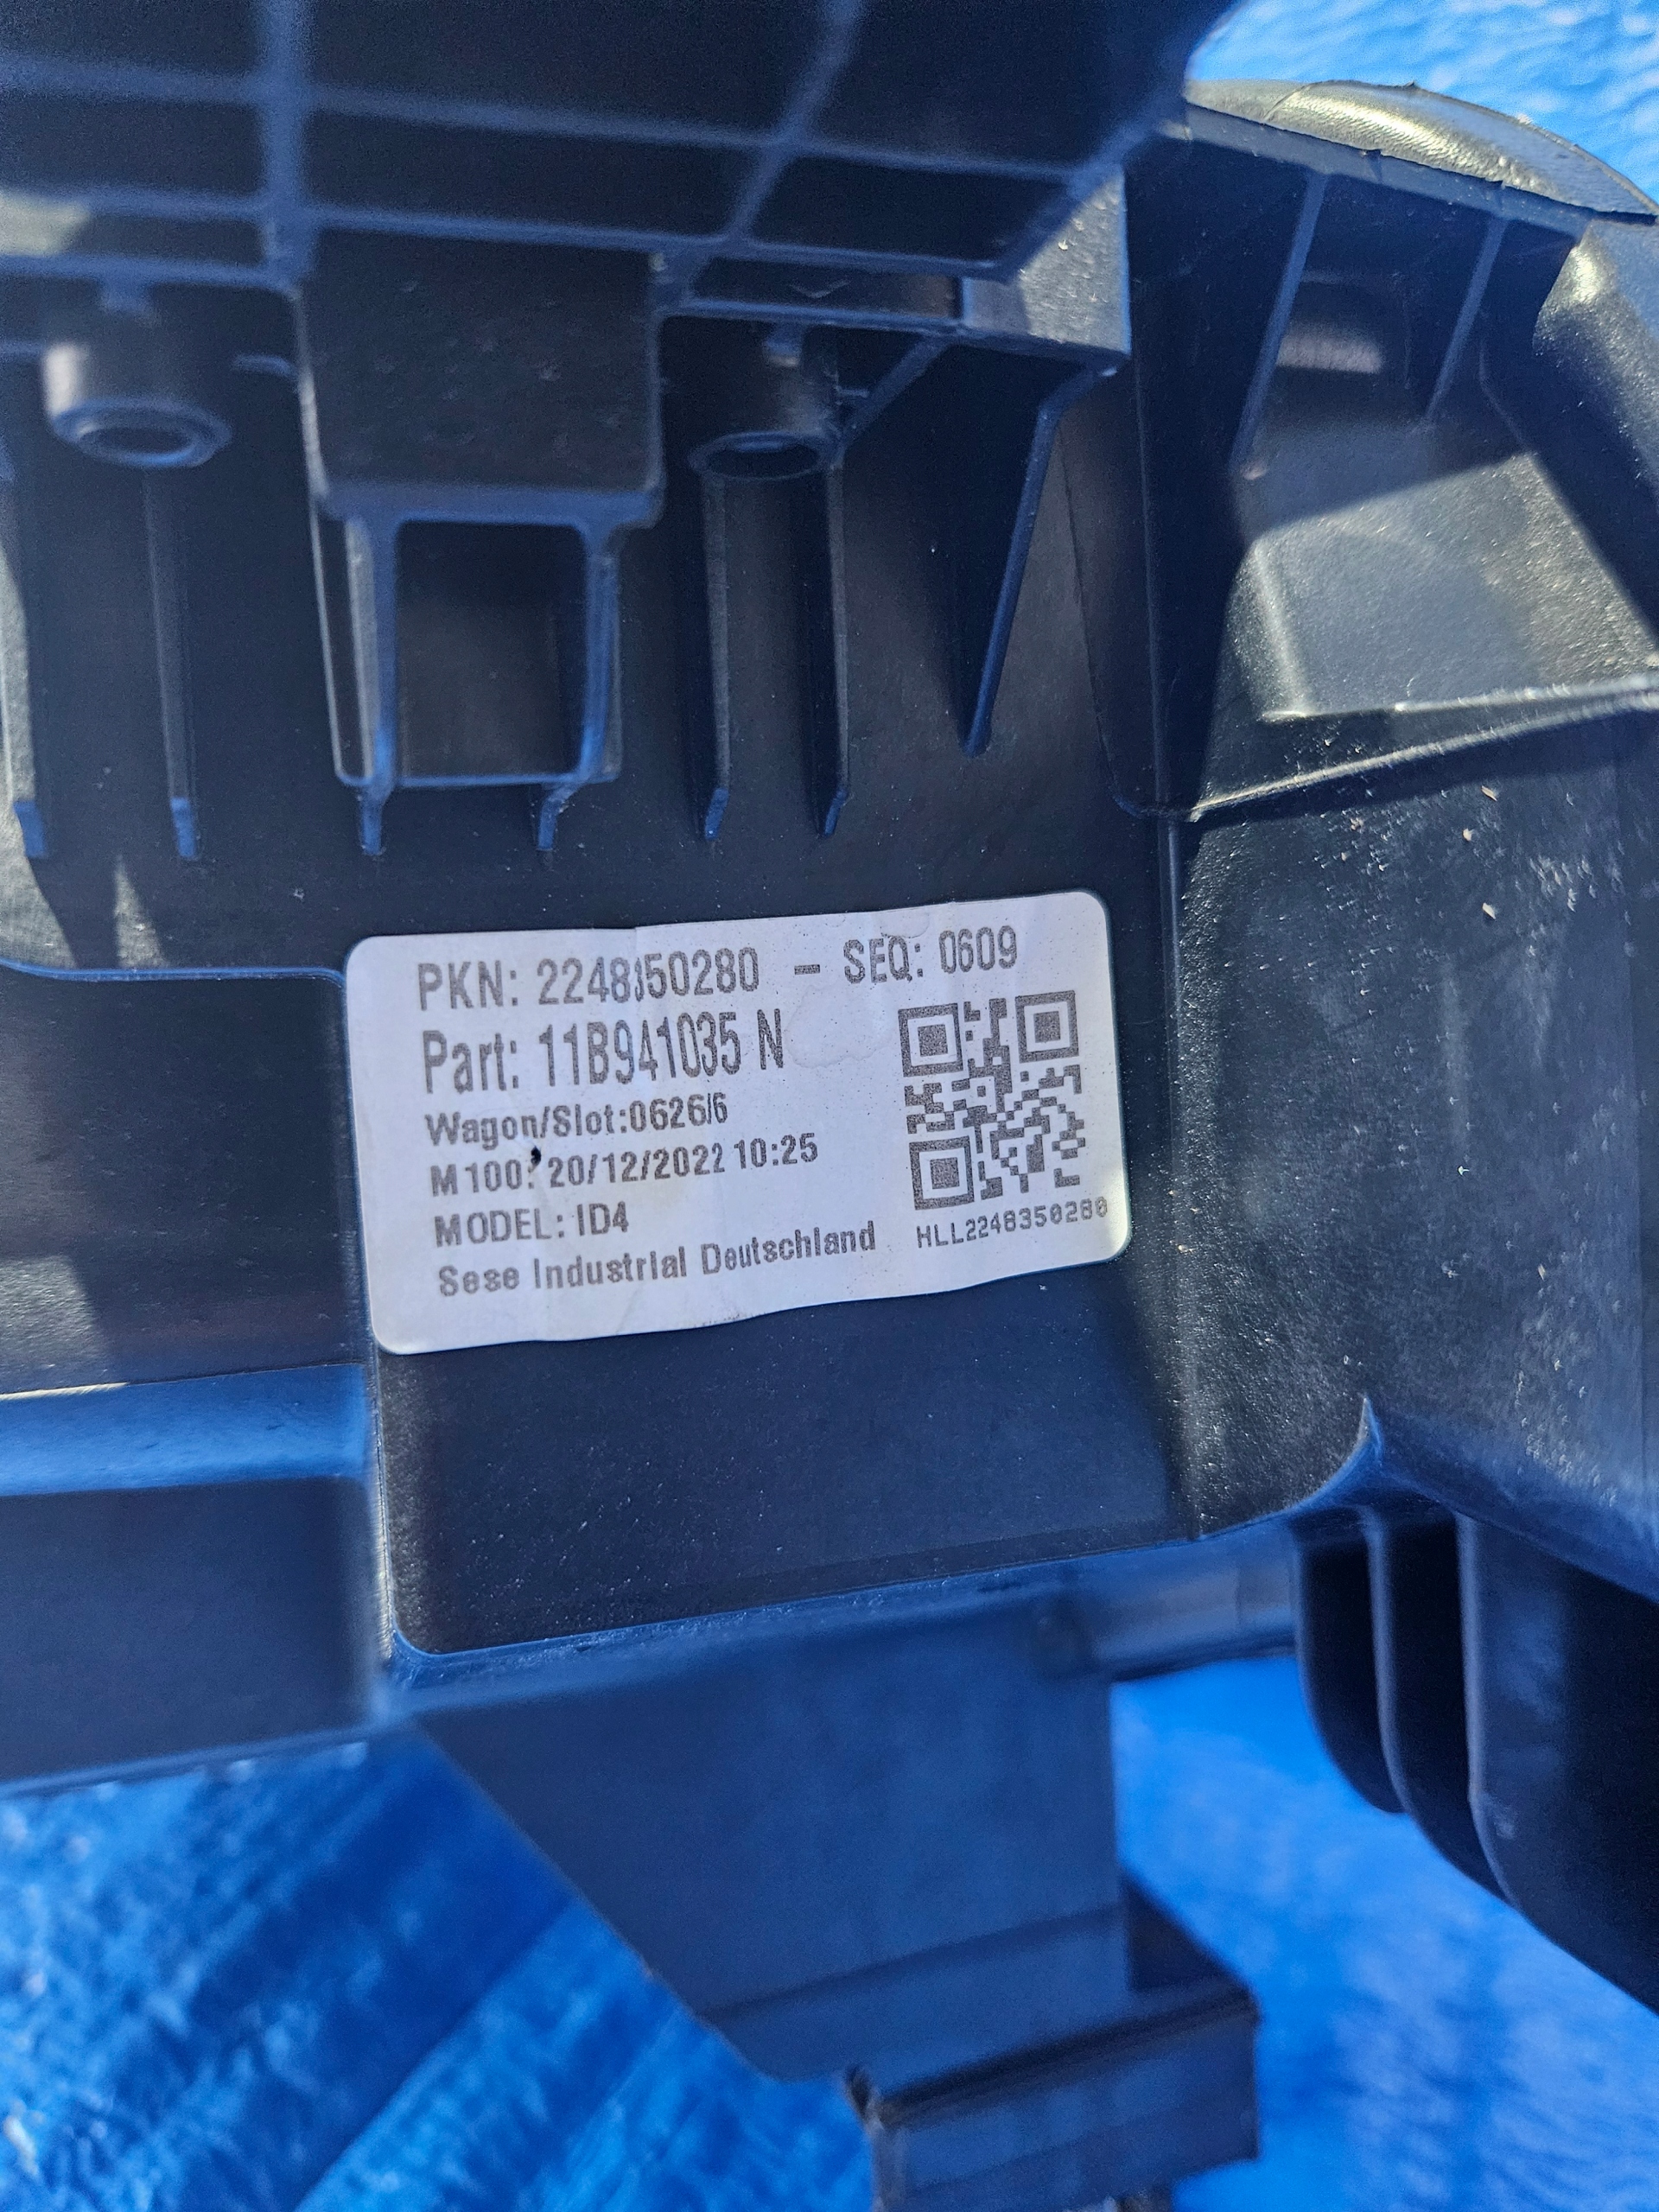 PKN: 2248350280 - SEQ: 0609
Part: 11B941035 N
Wagon/Slot:0626/6
M100: 20/12/2022 10:25
MODEL: ID4
Sese Industrial Deutschland
HLL2248350280